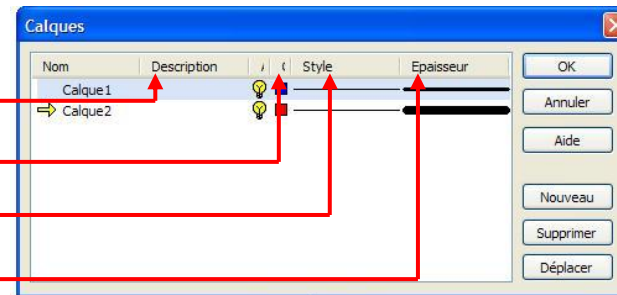 Calques
Nom Description Style Epaisseur
Calque1
Calque2
OK
Annuler
Aide
Nouveau
Supprimer
Déplacer